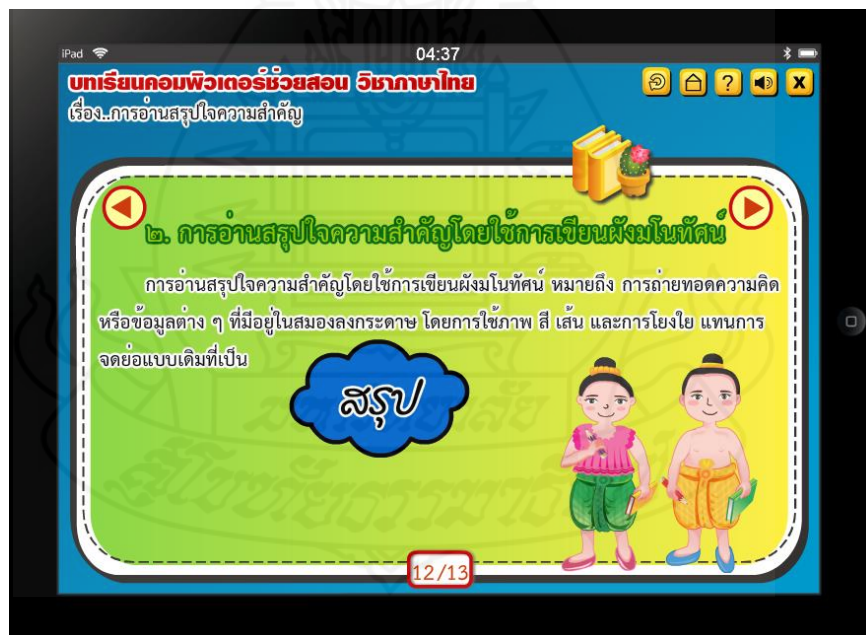 iPad
04:37
บทเรียนคอมพิวเตอร์ช่วยสอน วิชาภาษาไทย
?
X
เรื่อง..การอ่านสรุปใจความสำคัญ
๒. การอ่านสรุปใจความสำคัญโดยใช้การเขียนผังมโนทัศน์
การอ่านสรุปใจความสำคัญโดยใช้การเขียนผังมโนทัศน์ หมายถึง การถ่ายทอดความคิด
หรือข้อมูลต่าง ๆ ที่มีอยู่ในสมองลงกระดาษ โดยการใช้ภาพ สี เส้น และการโยงใย แทนการ
จดย่อแบบเดิมที่เป็น
สรุป
12/13